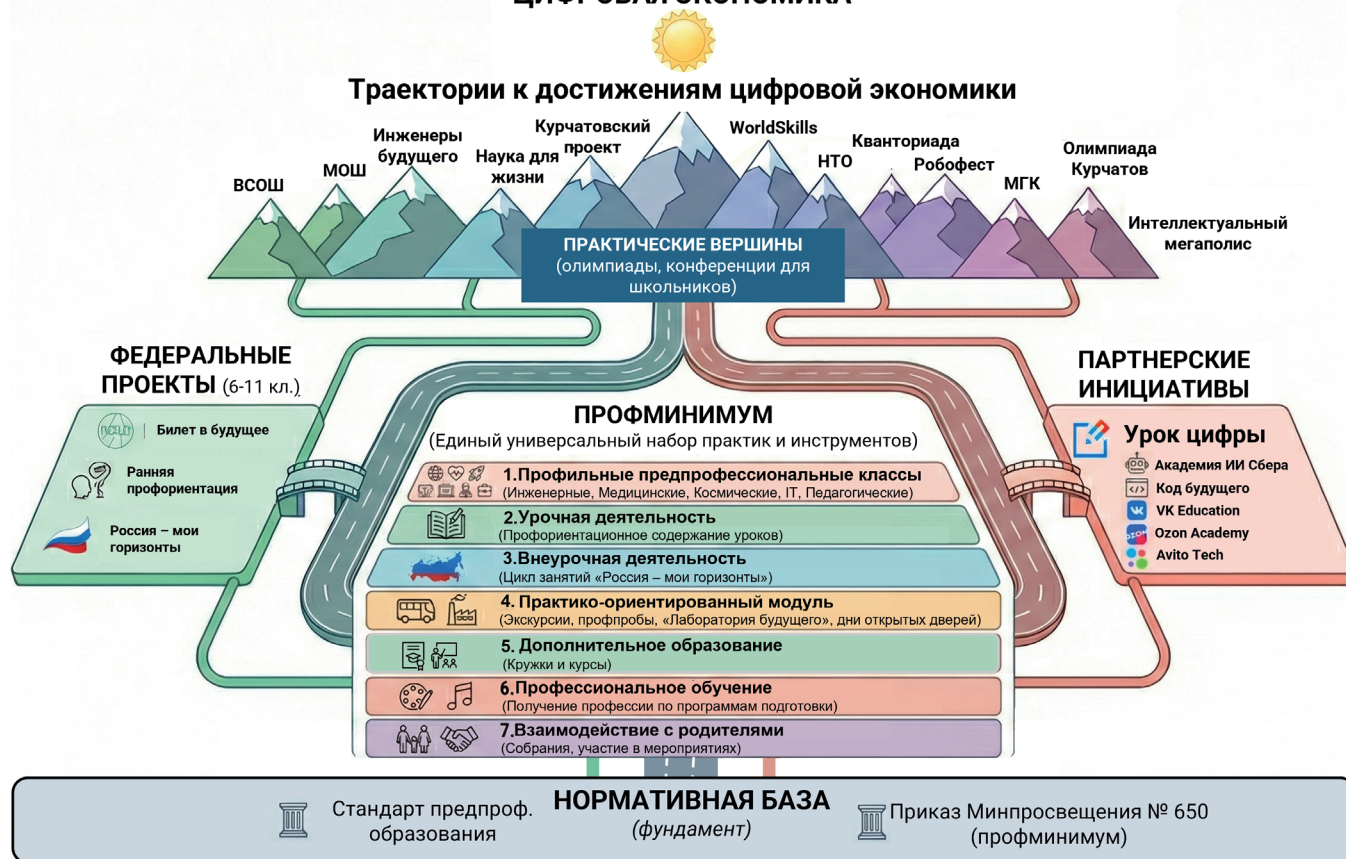 ЦИФРОВАЯ ЭКОНОМИКА
Траектории к достижениям цифровой экономики
ВСОШ
МОШ
Инженеры
будущего
Наука для
жизни
Курчатовский
проект
WorldSkills
НТО
Кванториада
Робофест
МГК
Олимпиада
Курчатов
Интеллектуальный
мегаполис
ПРАКТИЧЕСКИЕ ВЕРШИНЫ
(олимпиады, конференции для
школьников)
ФЕДЕРАЛЬНЫЕ
ПРОЕКТЫ (6-11 кл.)
Билет в будущее
Ранняя
профориентация
Россия – мои
горизонты
ПРОФМИНИМУМ
(Единый универсальный набор практик и инструментов)
1.Профильные предпрофессиональные классы
(Инженерные, Медицинские, Космические, IT, Педагогические)
2.Урочная деятельность
(Профориентационное содержание уроков)
3.Внеурочная деятельность
(Цикл занятий «Россия – мои горизонты»)
4. Практико-ориентированный модуль
(Экскурсии, профпробы, «Лаборатория будущего», дни открытых дверей)
5. Дополнительное образование
(Кружки и курсы)
6.Профессиональное обучение
(Получение профессии по программам подготовки)
7.Взаимодействие с родителями
(Собрания, участие в мероприятиях)
ПАРТНЕРСКИЕ
ИНИЦИАТИВЫ
Урок цифры
Академия ИИ Сбера
Код будущего
VK Education
OZON
Ozon Academy
Avito Tech
НОРМАТИВНАЯ БАЗА
(фундамент)
Стандарт предпроф.
образования
Приказ Минпросвещения № 650
(профминимум)